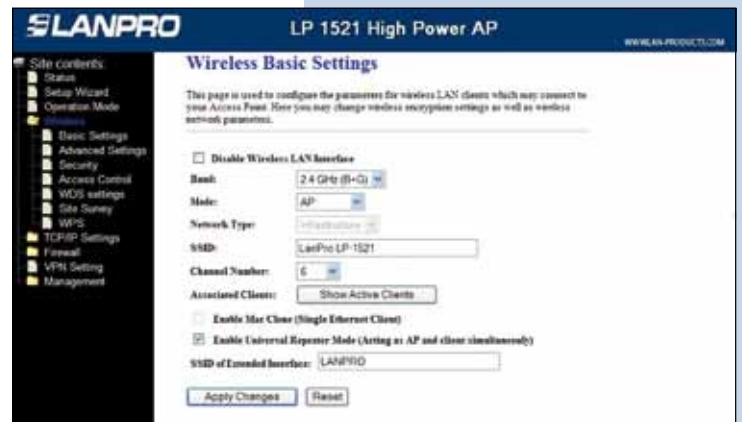 LANPRO
LP 1521 High Power AP
WWW.LAN-PRODUCTS.COM
Site contents:
Status
Setup Wizard
Operation Mode
Wireless
Basic Settings
Advanced Settings
Security
Access Control
WDS settings
Site Survey
WPS
TCP/IP Settings
Firewall
VPN Setting
Management
Wireless Basic Settings
This page is used to configure the parameters for wireless LAN clients which may connect to
your Access Point. Here you may change wireless encryption settings as well as wireless
network parameters.
Disable Wireless LAN Interface
Band: 2.4 GHz (B+G)
Mode: AP
Network Type: Infrastructure
SSID: LanPro LP-1521
Channel Number: 6
Associated Clients: Show Active Clients
Enable Mac Clone (Single Ethernet Client)
Enable Universal Repeater Mode (Acting as AP and client simultaneously)
SSID of Extended Interface: LANPRO
Apply Changes Reset